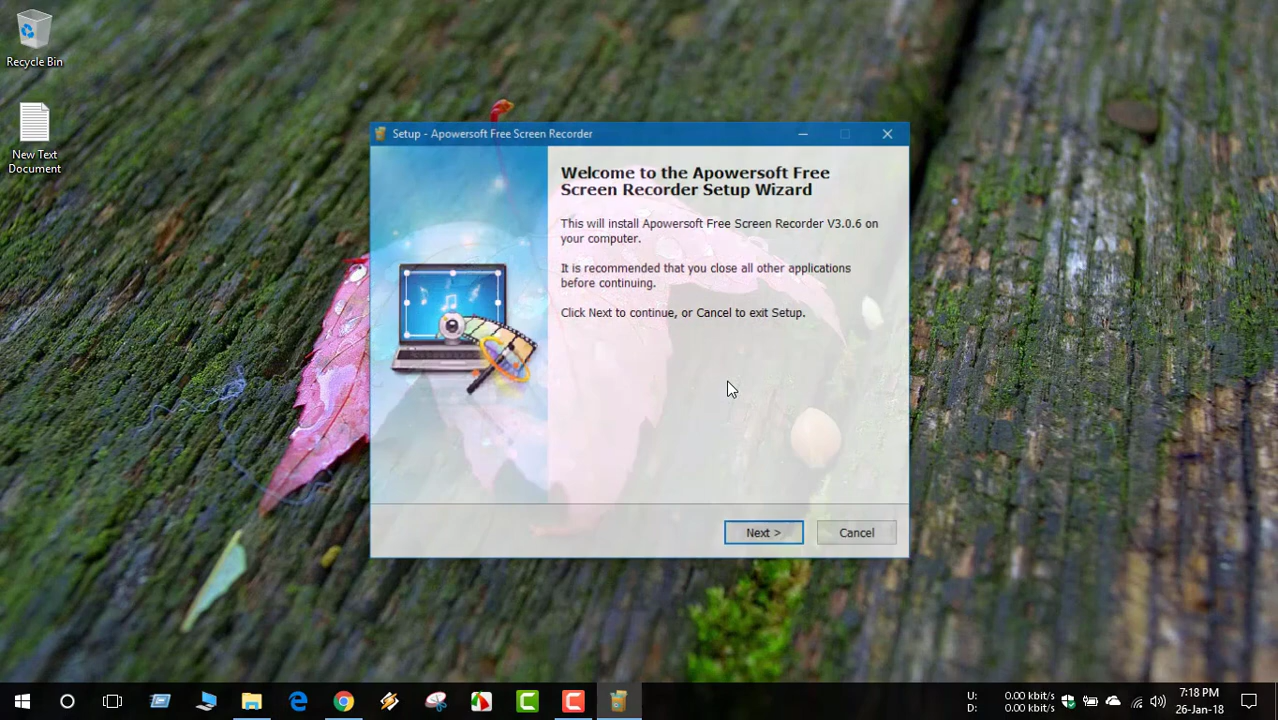 Recycle Bin
New Text
Document
Setup - Apowersoft Free Screen Recorder
Welcome to the Apowersoft Free
Screen Recorder Setup Wizard
This will install Apowersoft Free Screen Recorder V3.0.6 on
your computer.
It is recommended that you close all other applications
before continuing.
Click Next to continue, or Cancel to exit Setup.
Next >
Cancel
U: 0.00 kbit/s
D: 0.00 kbit/s
7:18 PM
26-Jan-18